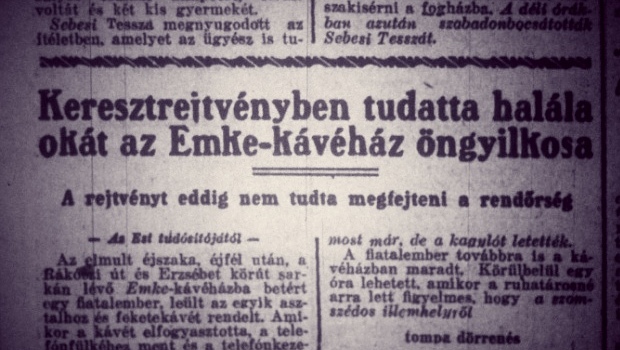 voltát és két kis gyermekét.
Sebesi Tessza megnyugodott az
ítéletben, amelyet az ügyész is tu-
szakisérni a fogházba. A déli órák-
ban azután szabadonbocsátották
Sebesi Tesszát.
Keresztrejtvényben tudatta halála
okát az Emke-kávéház öngyilkosa
A rejtvényt eddig nem tudta megfejteni a rendőrség
— Az Est tudósítójától —
Az elmult éjszaka, éjfél után, a
Rákóczi út és Erzsébet körút sar-
kán lévő Emke-kávéházba betért
egy fiatalember, leült az egyik asz-
talhoz és feketekávét rendelt. Ami-
kor a kávét elfogyasztotta, a tele-
fónfülkéhez ment és a telefónkeze-
most már, de a kagylót letették.
A fiatalember továbbra is a ká-
véházban maradt. Körülbelül egy
óra lehetett, amikor a ruhatárosné
arra lett figyelmes, hogy a szom-
szédos illemhelyről
tompa dörrenés